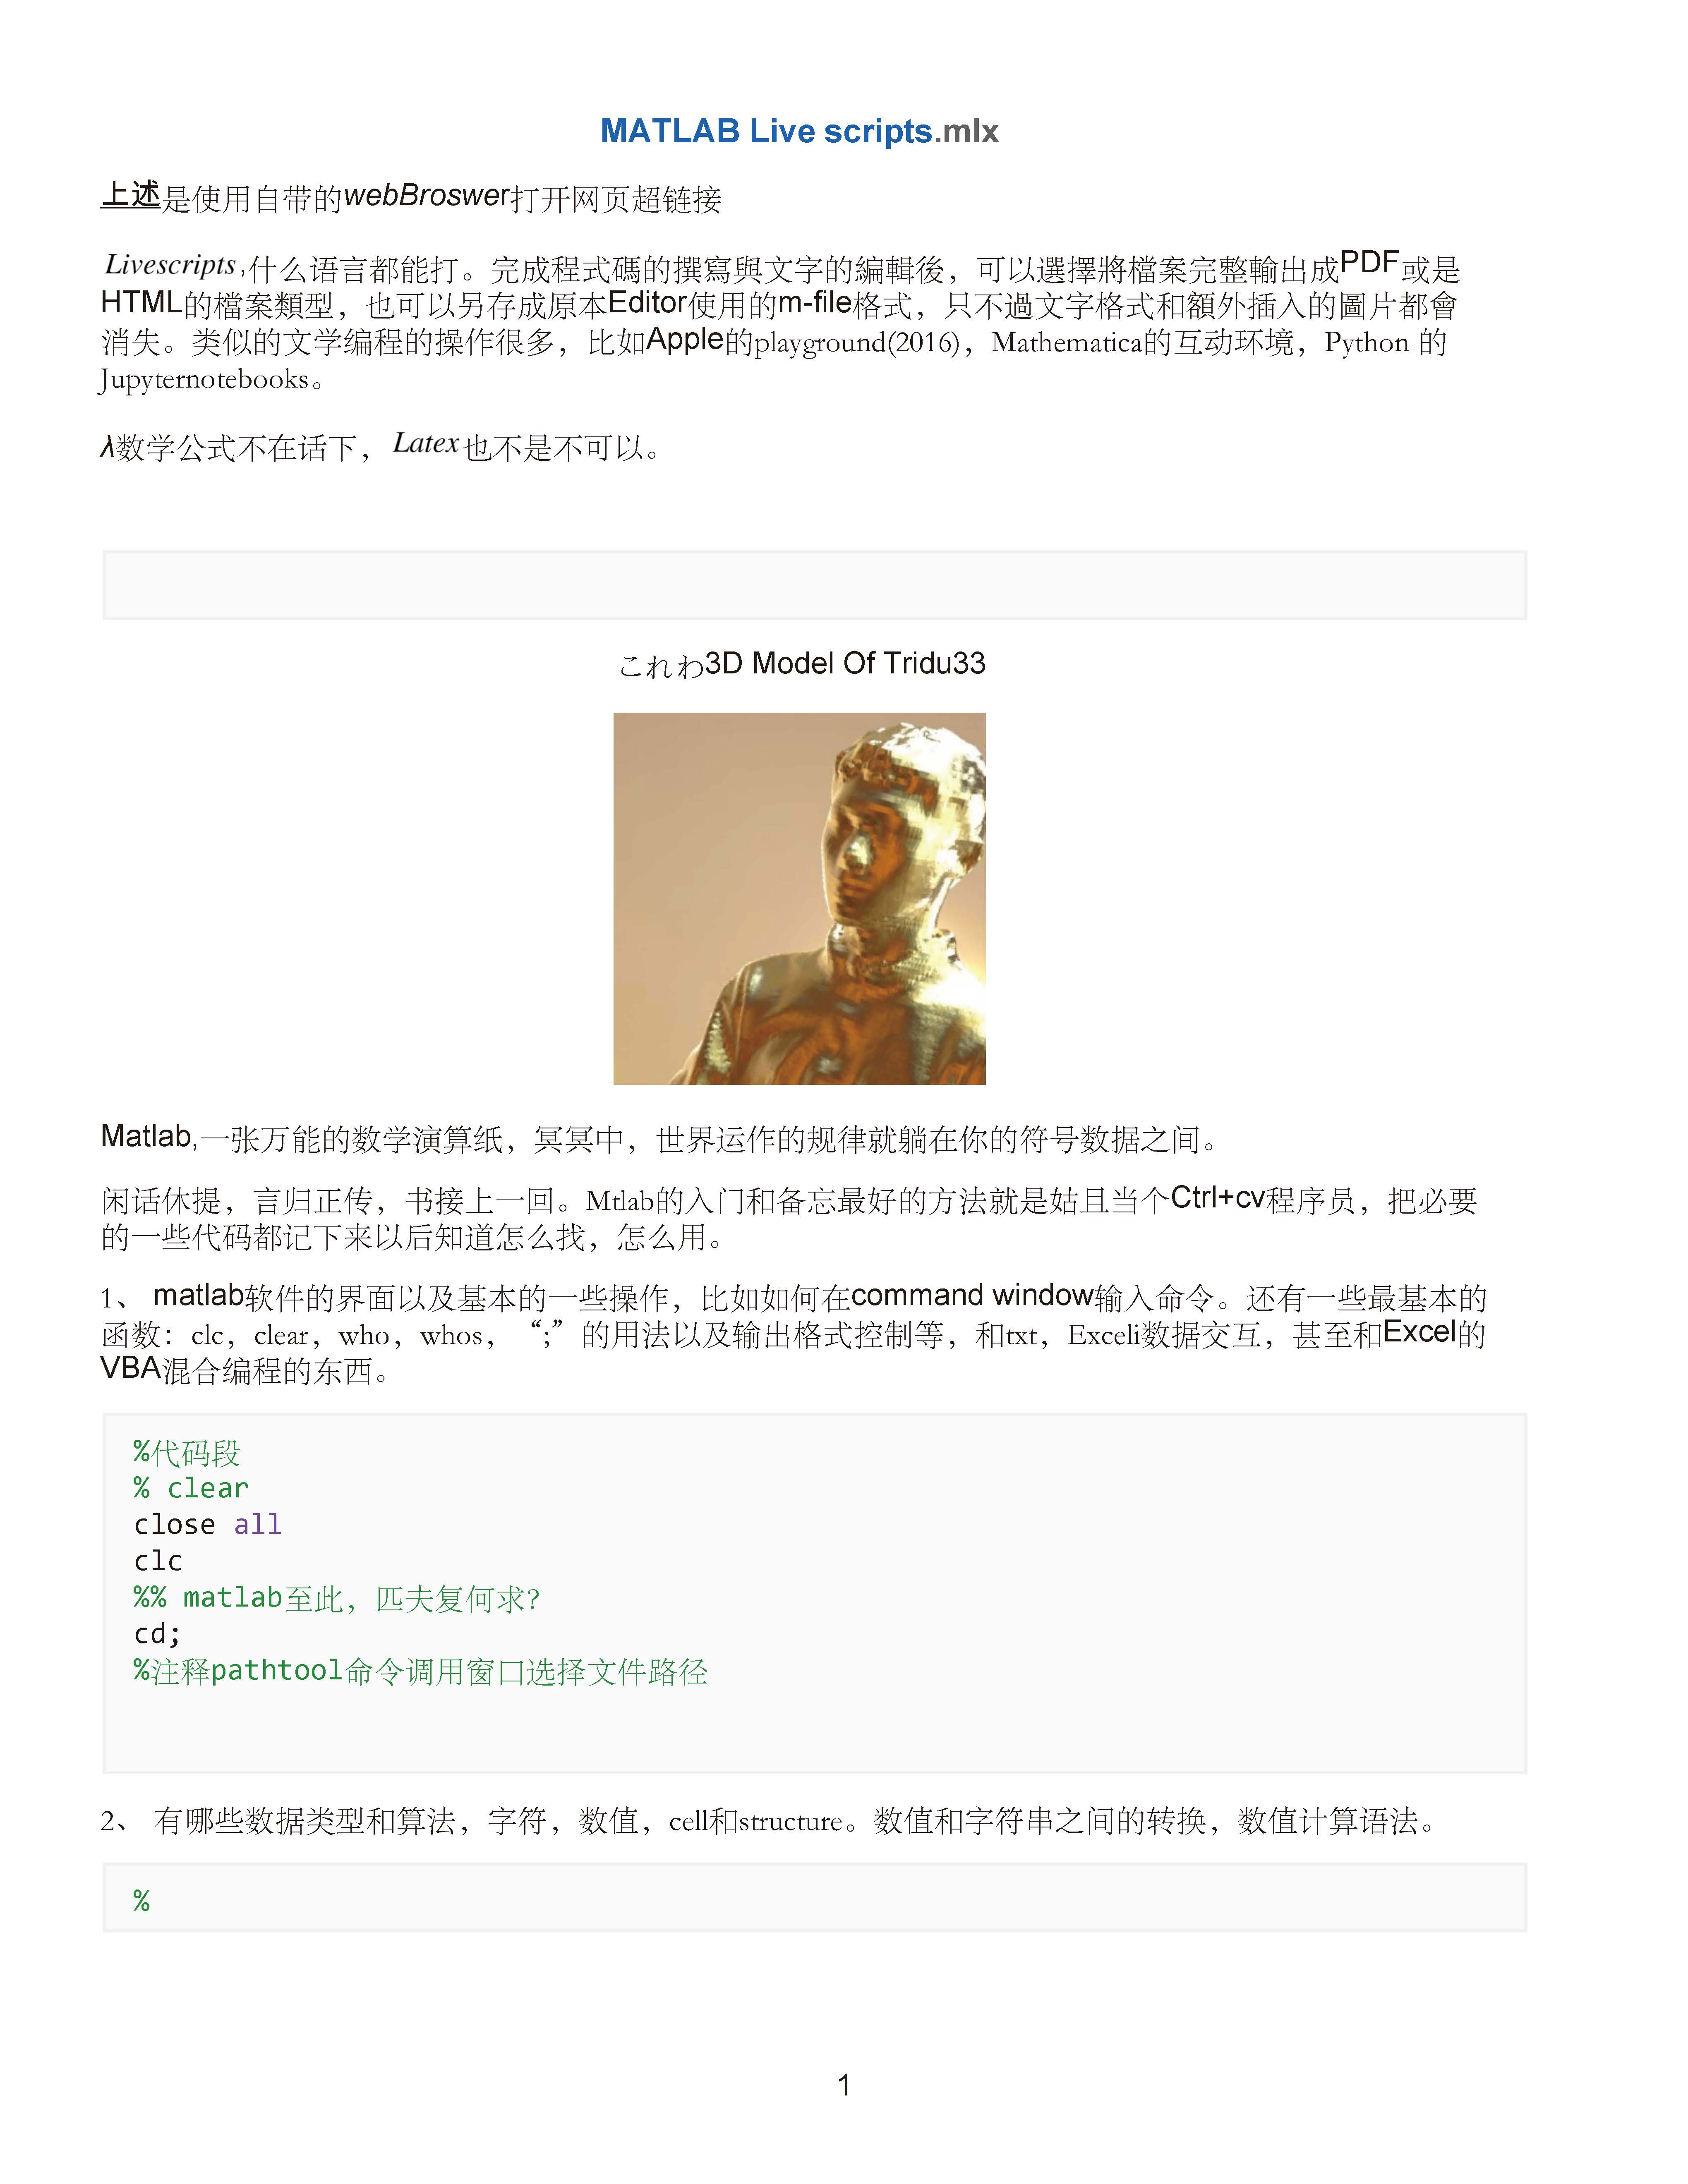 MATLAB Live scripts.mlx
上述是使用自带的webBroswer打开网页超链接
Livescripts,什么语言都能打。完成程式碼的撰寫與文字的編輯後，可以選擇將檔案完整輸出成PDF或是
HTML的檔案類型，也可以另存成原本Editor使用的m-file格式，只不過文字格式和額外插入的圖片都會
消失。类似的文学编程的操作很多，比如Apple的playground(2016)，Mathematica的互动环境，Python 的
Jupyternotebooks。
λ数学公式不在话下，Latex也不是不可以。
これわ3D Model Of Tridu33
Matlab,一张万能的数学演算纸，冥冥中，世界运作的规律就躺在你的符号数据之间。
闲话休提，言归正传，书接上一回。Mtlab的入门和备忘最好的方法就是姑且当个Ctrl+cv程序员，把必要
的一些代码都记下来以后知道怎么找，怎么用。
1、 matlab软件的界面以及基本的一些操作，比如如何在command window输入命令。还有一些最基本的
函数：clc，clear，who，whos，“;”的用法以及输出格式控制等，和txt，Exceli数据交互，甚至和Excel的
VBA混合编程的东西。
%代码段
% clear
close all
clc
%% matlab至此，匹夫复何求?
cd;
%注释pathtool命令调用窗口选择文件路径
2、 有哪些数据类型和算法，字符，数值，cell和structure。数值和字符串之间的转换，数值计算语法。
%
1